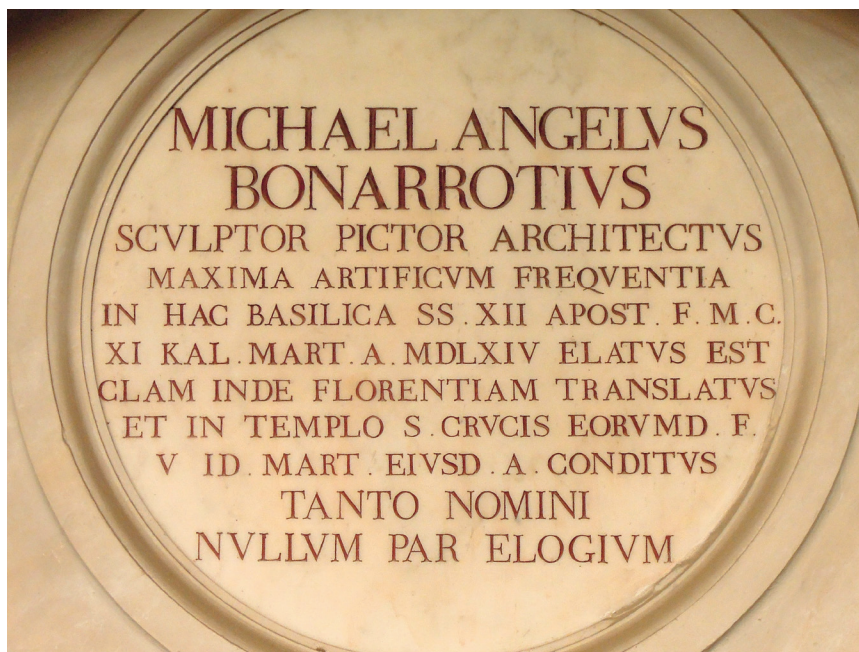 MICHAEL ANGELVS
BONARROTIVS
SCVLPTOR PICTOR ARCHITECTVS
MAXIMA ARTIFICVM FREQVENTIA
IN HAC BASILICA SS. XII APOST. F. M. C.
XI KAL. MART. A. MDLXIV ELATVS EST
CLAM INDE FLORENTIAM TRANSLATVS
ET IN TEMPLO S. CRVCIS EORVMD. F.
V ID. MART. EIVSD. A. CONDITVS
TANTO NOMINI
NVLLVM PAR ELOGIVM